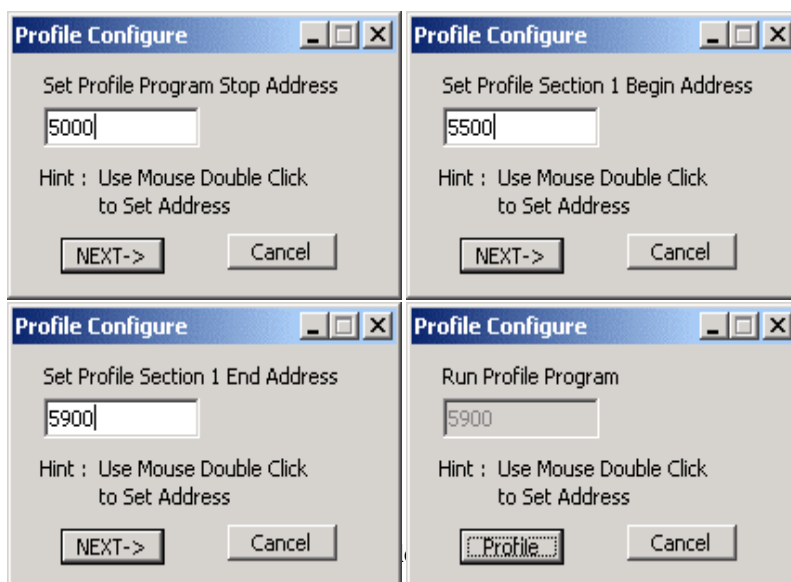 Profile Configure
Set Profile Program Stop Address
5000
Hint : Use Mouse Double Click
to Set Address
NEXT->
Cancel
Profile Configure
Set Profile Section 1 Begin Address
5500
Hint : Use Mouse Double Click
to Set Address
NEXT->
Cancel
Profile Configure
Set Profile Section 1 End Address
5900
Hint : Use Mouse Double Click
to Set Address
NEXT->
Cancel
Profile Configure
Run Profile Program
5900
Hint : Use Mouse Double Click
to Set Address
Profile
Cancel